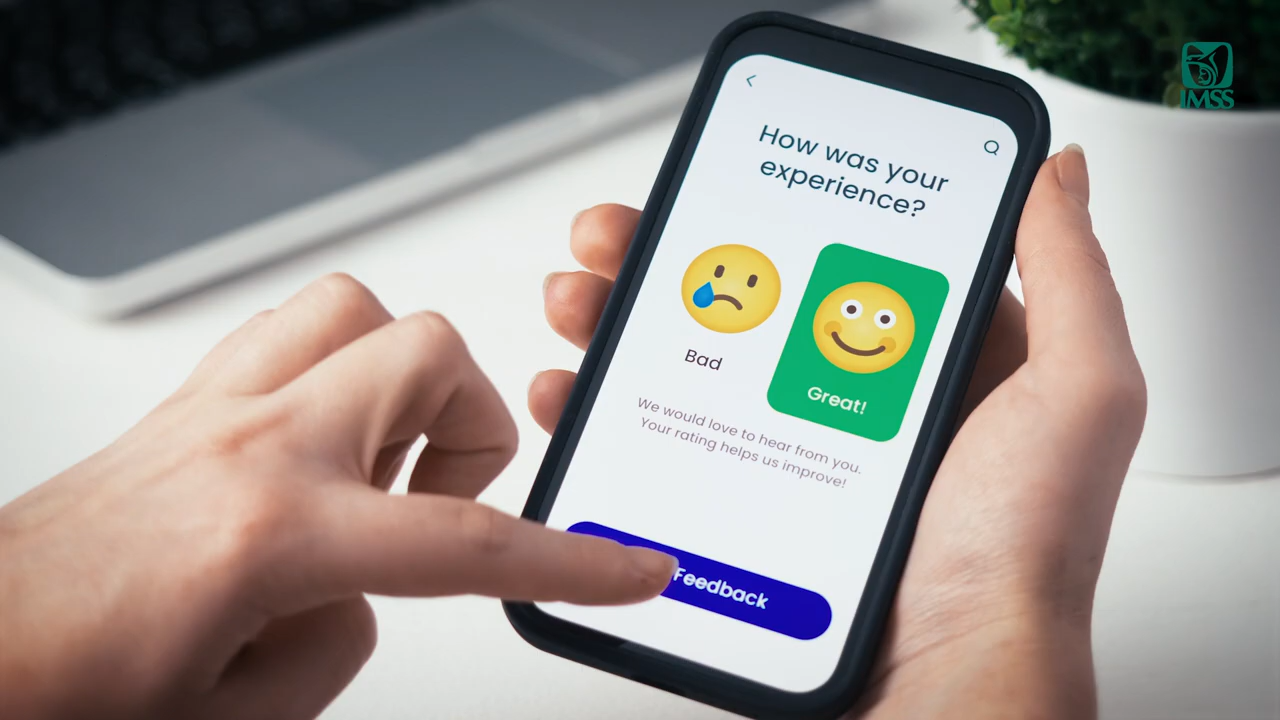 IMSS
How was your
experience?
Bad
Great!
We would love to hear from you.
Your rating helps us improve!
Feedback